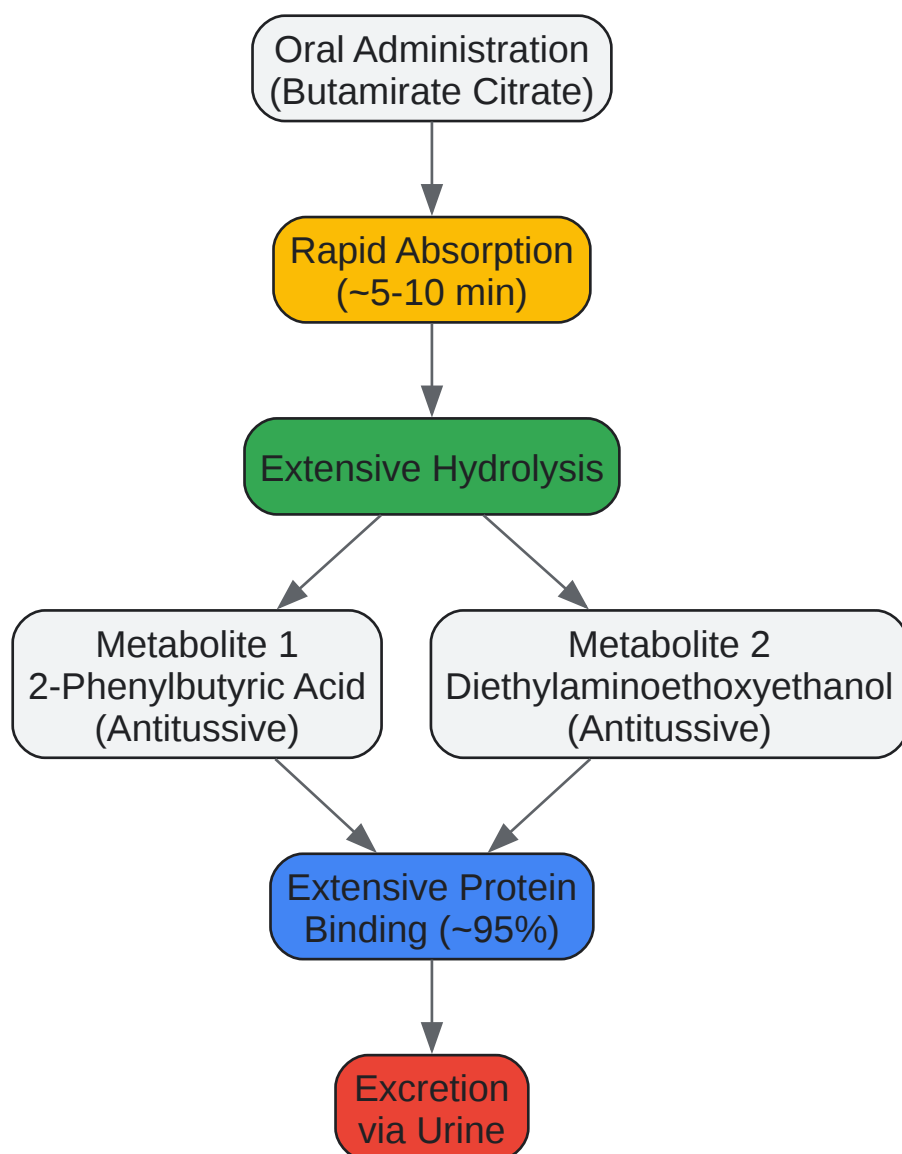 Oral Administration
(Butamirate Citrate)
Rapid Absorption
(~5-10 min)
Extensive Hydrolysis
Metabolite 1
2-Phenylbutyric Acid
(Antitussive)
Metabolite 2
Diethylaminoethoxyethanol
(Antitussive)
Extensive Protein
Binding (~95%)
Excretion
via Urine